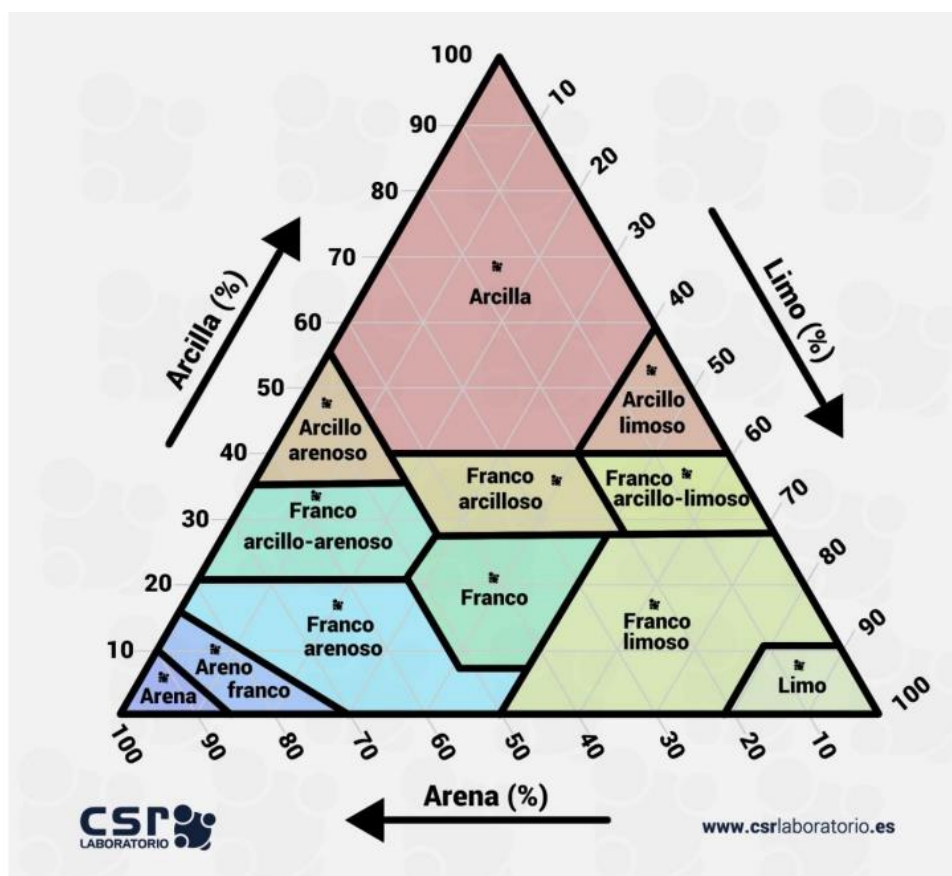 100
90
80
70
60
50
40
30
20
10
Arcilla (%)
10
20
30
40
50
60
70
80
90
100
Limo (%)
Arcilla
Arcillo
arenoso
Arcillo
limoso
Franco
arcilloso
Franco
arcillo-limoso
Franco
arcillo-arenoso
Franco
Franco
arenoso
Franco
limoso
Areno
franco
Arena
Limo
100
90
80
70
60
50
40
30
20
10
Arena (%)
csr
LABORATORIO
www.csrlaboratorio.es